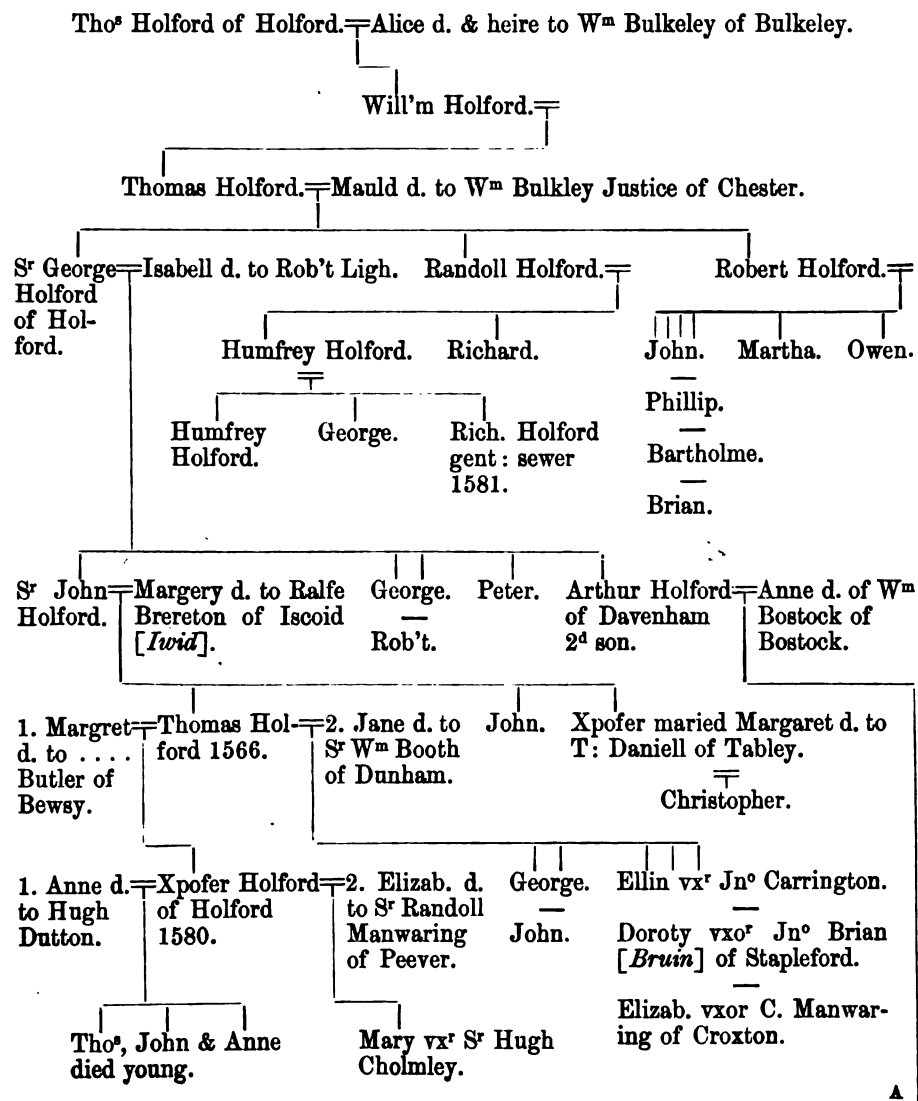 Thoˢ Holford of Holford.=Alice d. & heire to Wᵐ Bulkeley of Bulkeley.
Will'm Holford.=
Thomas Holford.=Mauld d. to Wᵐ Bulkley Justice of Chester.
Sʳ George=Isabell d. to Rob't Ligh. Randoll Holford.= Robert Holford.=
Holford
of Hol-
ford.
Humfrey Holford. Richard. John. Martha. Owen.
Phillip.
Humfrey George. Rich. Holford
Holford. gent: sewer
1581.
Bartholme.
Brian.
Sʳ John=Margery d. to Ralfe George. Peter. Arthur Holford=Anne d. of Wᵐ
Holford. Brereton of Iscoid of Davenham Bostock of
[Iwid]. Rob't. 2ᵈ son. Bostock.
1. Margret=Thomas Hol-=2. Jane d. to John. Xpofer maried Margaret d. to
d. to .... ford 1566. Sʳ Wᵐ Booth T: Daniell of Tabley.
Butler of of Dunham.
Bewsy. Christopher.
1. Anne d.=Xpofer Holford=2. Elizab. d. George. Ellin vxʳ Jnᵒ Carrington.
to Hugh of Holford to Sʳ Randoll
Dutton. 1580. Manwaring John. Doroty vxoʳ Jnᵒ Brian
of Peever. [Bruin] of Stapleford.
Elizab. vxor C. Manwar-
ing of Croxton.
Thoˢ, John & Anne Mary vxʳ Sʳ Hugh
died young. Cholmley.
A